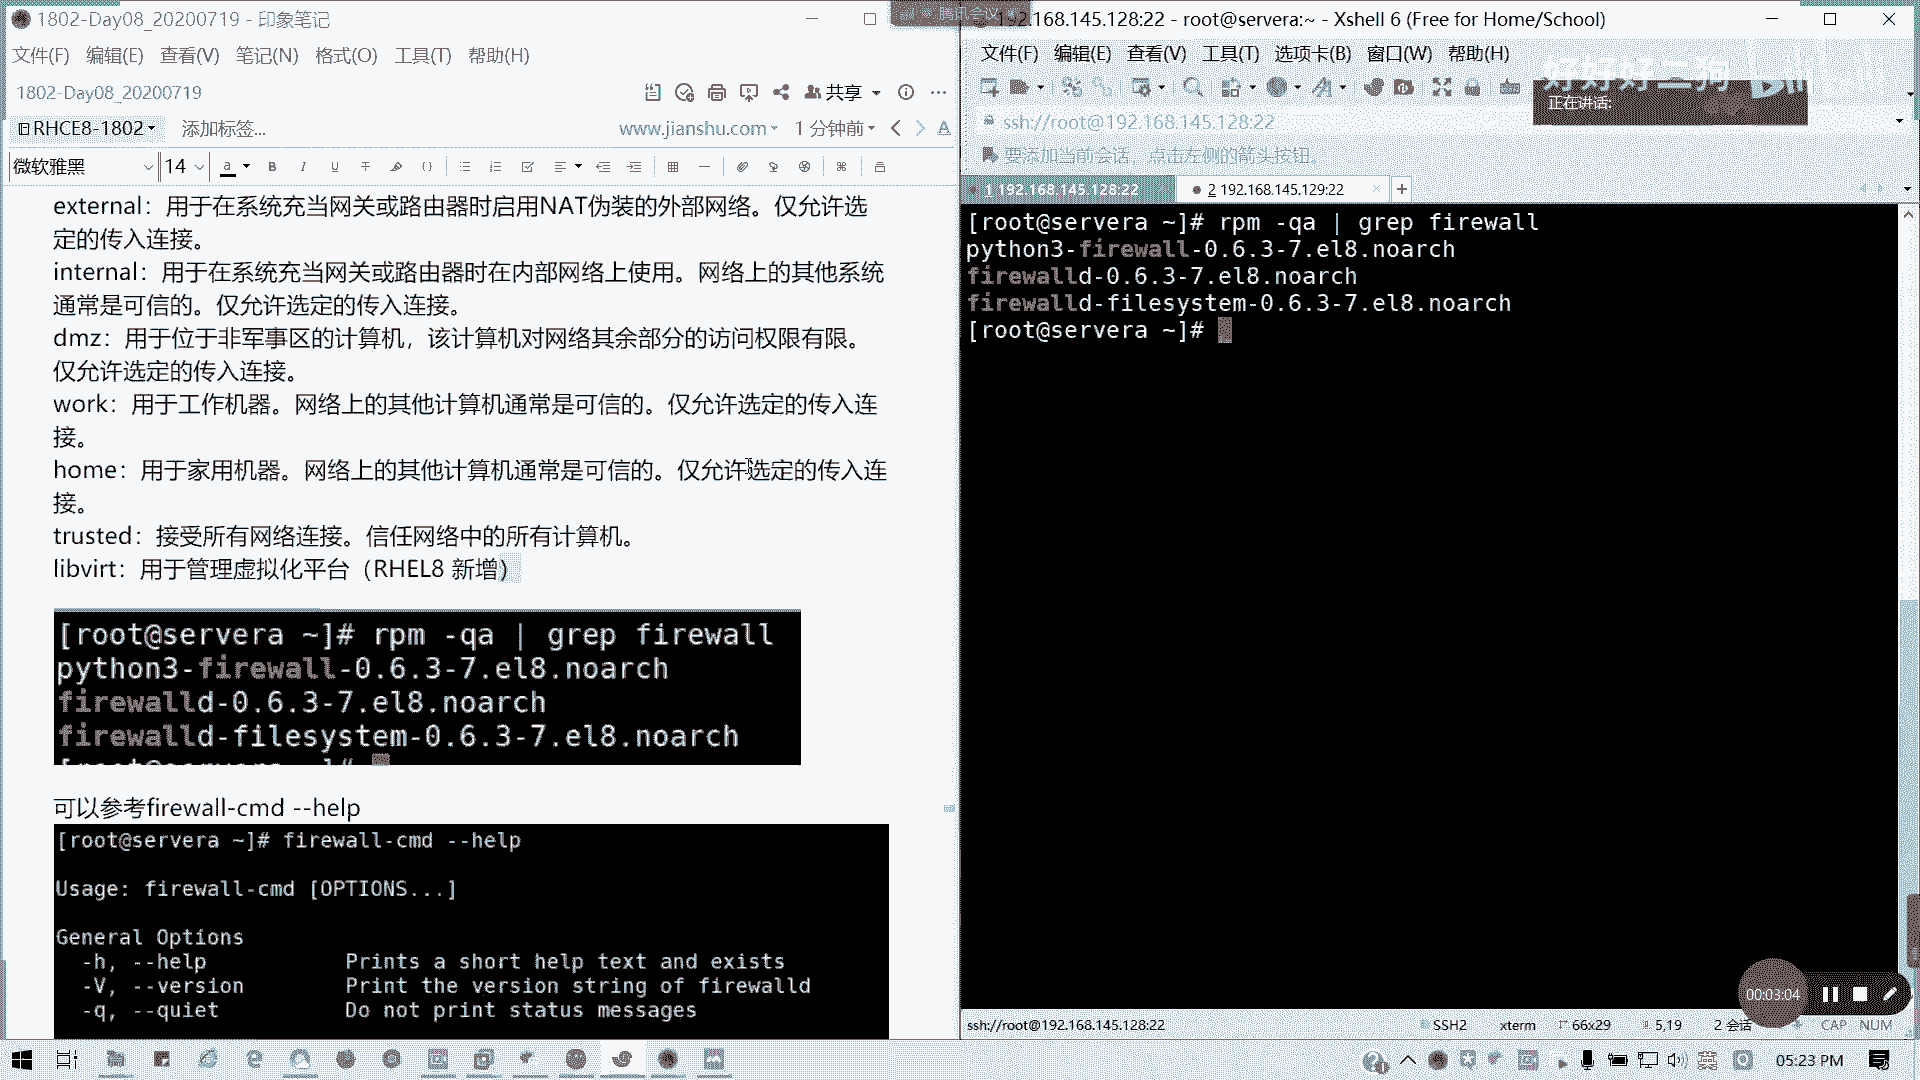 1802-Day08_20200719 - 印象笔记
文件(F) 编辑(E) 查看(V) 笔记(N) 格式(O) 工具(T) 帮助(H)
1802-Day08_20200719
共享
RHCE8-1802 添加标签...
www.jianshu.com 1 分钟前
微软雅黑 14
external：用于在系统充当网关或路由器时启用NAT伪装的外部网络。仅允许选
定的传入连接。
internal：用于在系统充当网关或路由器时在内部网络上使用。网络上的其他系统
通常是可信的。仅允许选定的传入连接。
dmz：用于位于非军事区的计算机，该计算机对网络其余部分的访问权限有限。
仅允许选定的传入连接。
work：用于工作机器。网络上的其他计算机通常是可信的。仅允许选定的传入连
接。
home：用于家用机器。网络上的其他计算机通常是可信的。仅允许选定的传入连
接。
trusted：接受所有网络连接。信任网络中的所有计算机。
libvirt：用于管理虚拟化平台（RHEL8 新增）
[root@servera ~]# rpm -qa | grep firewall
python3-firewall-0.6.3-7.el8.noarch
firewalld-0.6.3-7.el8.noarch
firewalld-filesystem-0.6.3-7.el8.noarch
可以参考firewall-cmd --help
[root@servera ~]# firewall-cmd --help
Usage: firewall-cmd [OPTIONS...]
General Options
-h, --help Prints a short help text and exists
-V, --version Print the version string of firewalld
-q, --quiet Do not print status messages
腾讯会议
192.168.145.128:22 - root@servera:~ - Xshell 6 (Free for Home/School)
文件(F) 编辑(E) 查看(V) 工具(T) 选项卡(B) 窗口(W) 帮助(H)
好好好二狗
正在讲话:
ssh://root@192.168.145.128:22
要添加当前会话，点击左侧的箭头按钮。
1 192.168.145.128:22 2 192.168.145.129:22
[root@servera ~]# rpm -qa | grep firewall
python3-firewall-0.6.3-7.el8.noarch
firewalld-0.6.3-7.el8.noarch
firewalld-filesystem-0.6.3-7.el8.noarch
[root@servera ~]#
00:03:04
ssh://root@192.168.145.128:22 SSH2 xterm 66x29 5,19 2 会话 CAP NUM
英 05:23 PM